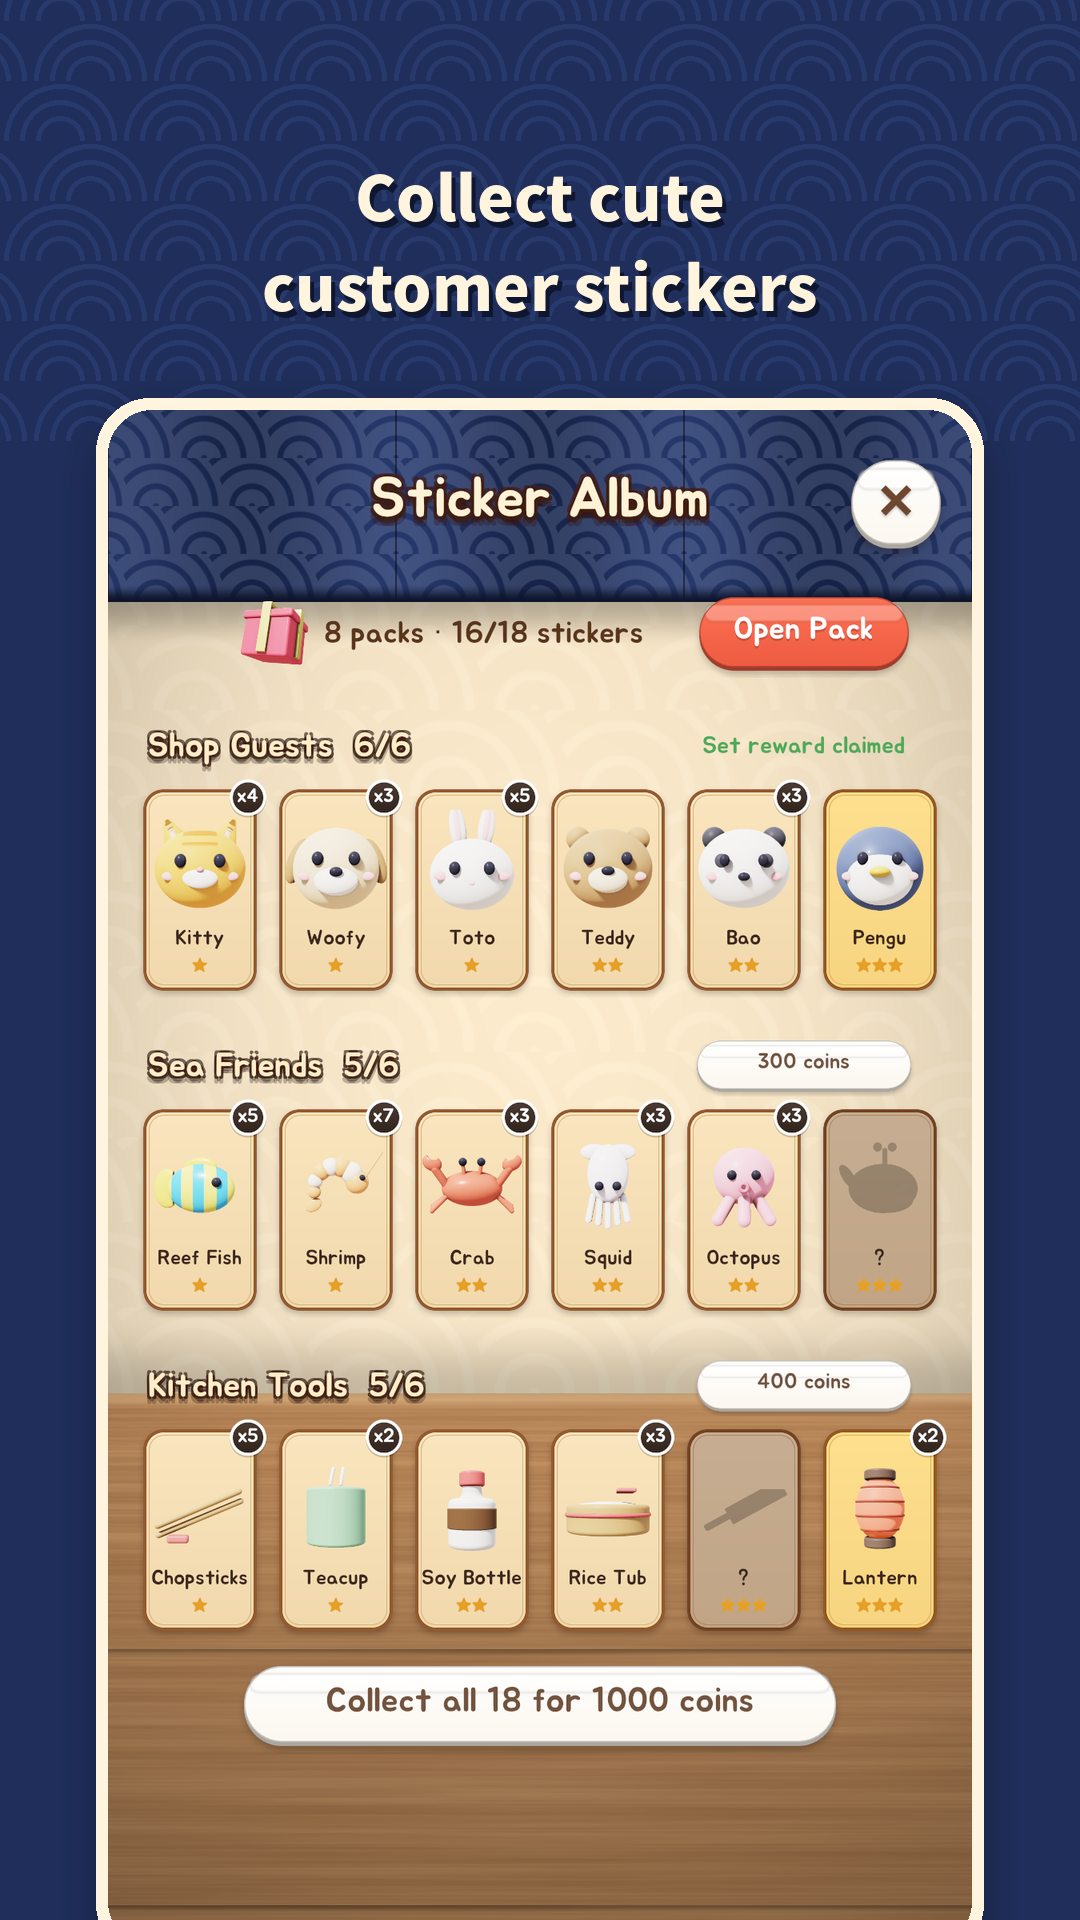 Collect cute
customer stickers
Sticker Album
8 packs · 16/18 stickers
Open Pack
Shop Guests 6/6
Set reward claimed
x4 x3 x5 x3
Kitty Woofy Toto Teddy Bao Pengu
Sea Friends 5/6
300 coins
x5 x7 x3 x3 x3
Reef Fish Shrimp Crab Squid Octopus ?
Kitchen Tools 5/6
400 coins
x5 x2 x3 x2
Chopsticks Teacup Soy Bottle Rice Tub ? Lantern
Collect all 18 for 1000 coins